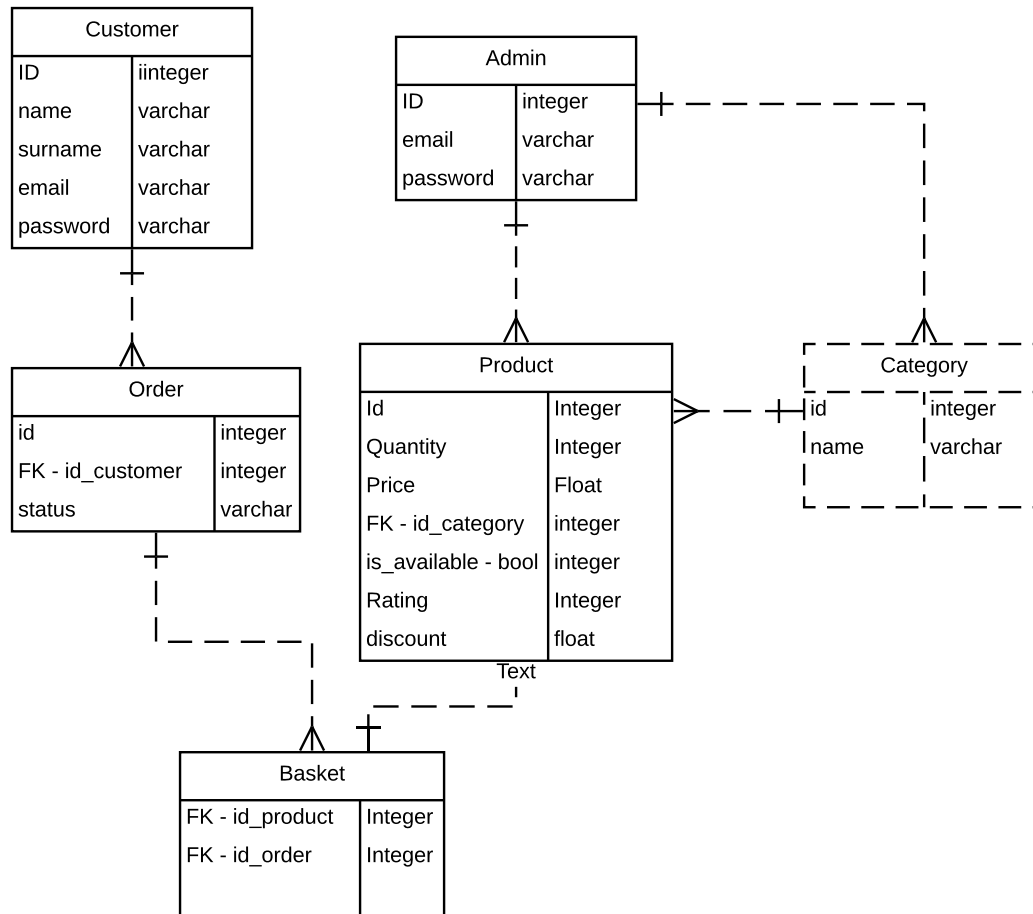 Customer
ID iinteger
name varchar
surname varchar
email varchar
password varchar
Admin
ID integer
email varchar
password varchar
Order
id integer
FK - id_customer integer
status varchar
Product
Id Integer
Quantity Integer
Price Float
FK - id_category integer
is_available - bool integer
Rating Integer
discount float
Text
Category
id integer
name varchar
Basket
FK - id_product Integer
FK - id_order Integer